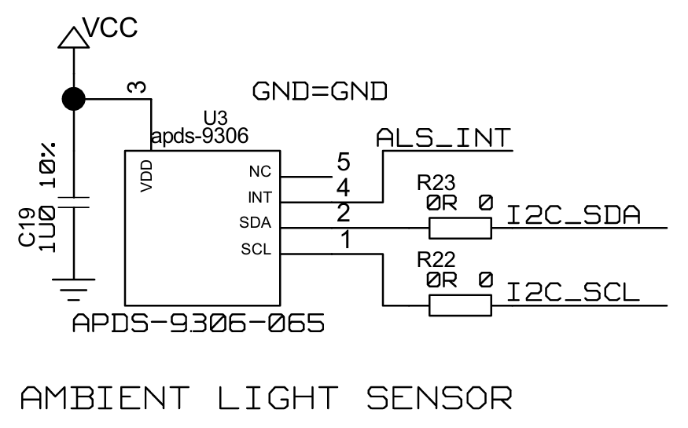 VCC
3
GND=GND
U3
apds-9306
VDD
NC
5
INT
4
ALS_INT
SDA
2
R23
0R 0
I2C_SDA
SCL
1
R22
0R 0
I2C_SCL
C19
1U0 10%
APDS-9306-065
AMBIENT LIGHT SENSOR